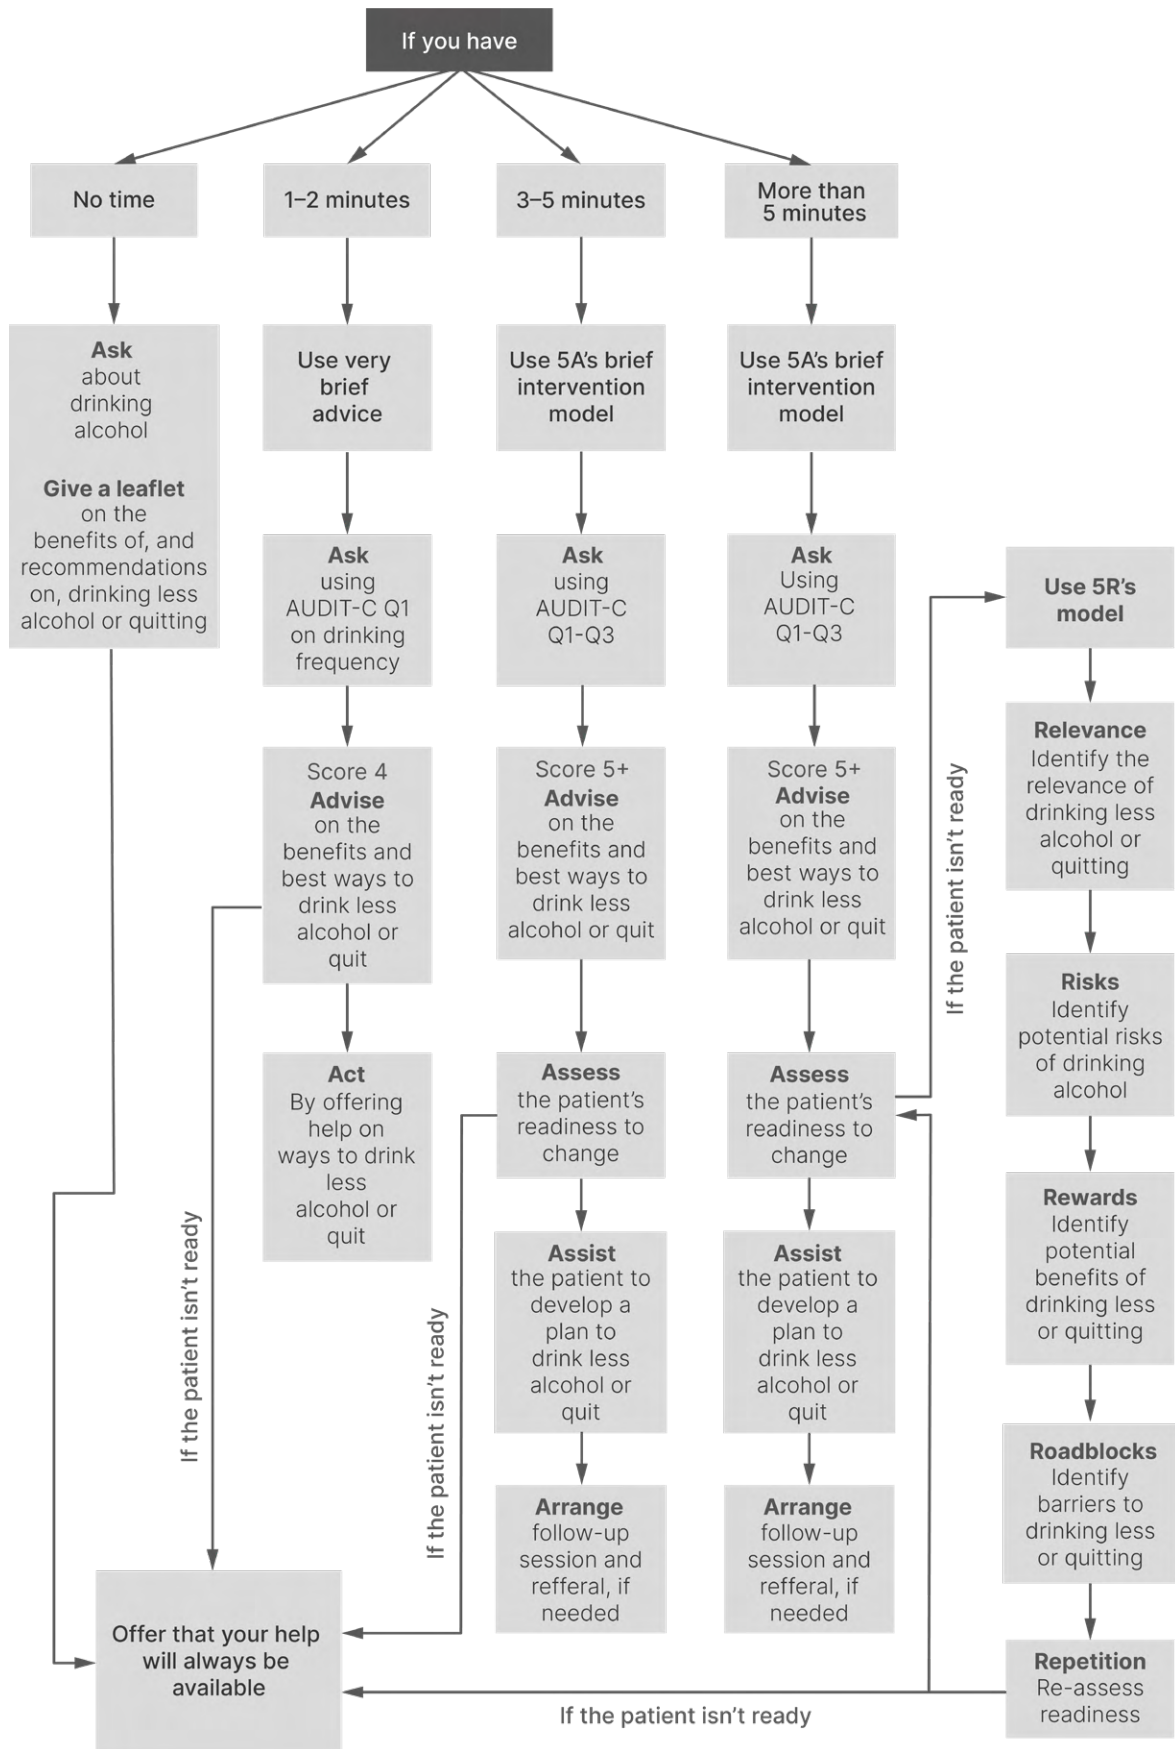 If you have
No time
1–2 minutes
3–5 minutes
More than
5 minutes
Ask
about
drinking
alcohol
Give a leaflet
on the
benefits of, and
recommendations
on, drinking less
alcohol or quitting
Use very
brief
advice
Ask
using
AUDIT-C Q1
on drinking
frequency
Score 4
Advise
on the
benefits and
best ways to
drink less
alcohol or
quit
Act
By offering
help on
ways to drink
less
alcohol or
quit
If the patient isn't ready
Use 5A's brief
intervention
model
Ask
using
AUDIT-C
Q1-Q3
Score 5+
Advise
on the
benefits and
best ways to
drink less
alcohol or quit
Assess
the patient's
readiness to
change
Assist
the patient to
develop a
plan to
drink less
alcohol or
quit
Arrange
follow-up
session and
refferal, if
needed
If the patient isn't ready
Use 5A's brief
intervention
model
Ask
Using
AUDIT-C
Q1-Q3
Score 5+
Advise
on the
benefits and
best ways to
drink less
alcohol or quit
Assess
the patient's
readiness to
change
Assist
the patient to
develop a
plan to
drink less
alcohol or
quit
Arrange
follow-up
session and
refferal, if
needed
If the patient isn't ready
Use 5R's
model
Relevance
Identify the
relevance of
drinking less
alcohol or
quitting
Risks
Identify
potential risks
of drinking
alcohol
Rewards
Identify
potential
benefits of
drinking less
or quitting
Roadblocks
Identify
barriers to
drinking less
or quitting
Repetition
Re-assess
readiness
If the patient isn't ready
Offer that your help
will always be
available